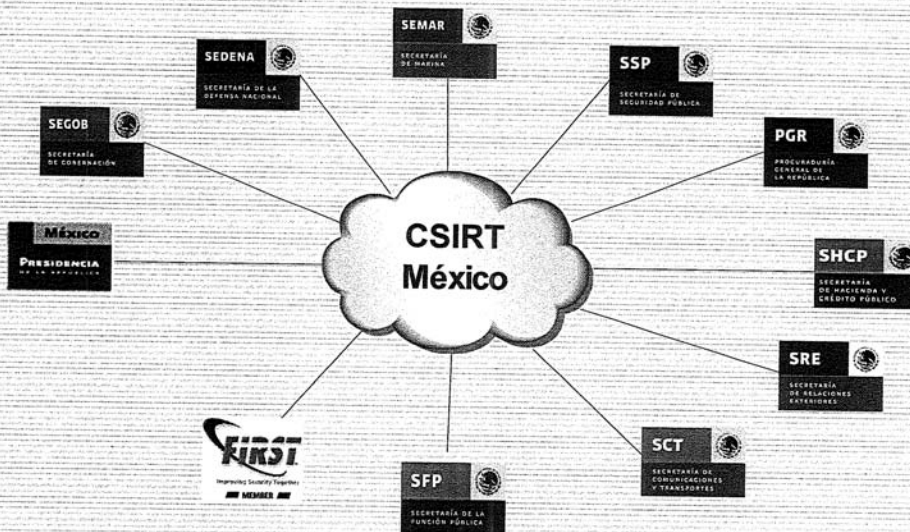 SEMAR
SECRETARÍA
DE MARINA
SEDENA
SECRETARÍA DE LA
DEFENSA NACIONAL
SSP
SECRETARÍA DE
SEGURIDAD PÚBLICA
SEGOB
SECRETARÍA
DE GOBERNACIÓN
PGR
PROCURADURÍA
GENERAL DE
LA REPÚBLICA
CSIRT
México
MÉXICO
PRESIDENCIA
DE LA REPÚBLICA
SHCP
SECRETARÍA
DE HACIENDA Y
CRÉDITO PÚBLICO
SRE
SECRETARÍA
DE RELACIONES
EXTERIORES
FIRST
Improving Security Together
MEMBER
SCT
SECRETARÍA DE
COMUNICACIONES
Y TRANSPORTES
SFP
SECRETARÍA DE LA
FUNCIÓN PÚBLICA